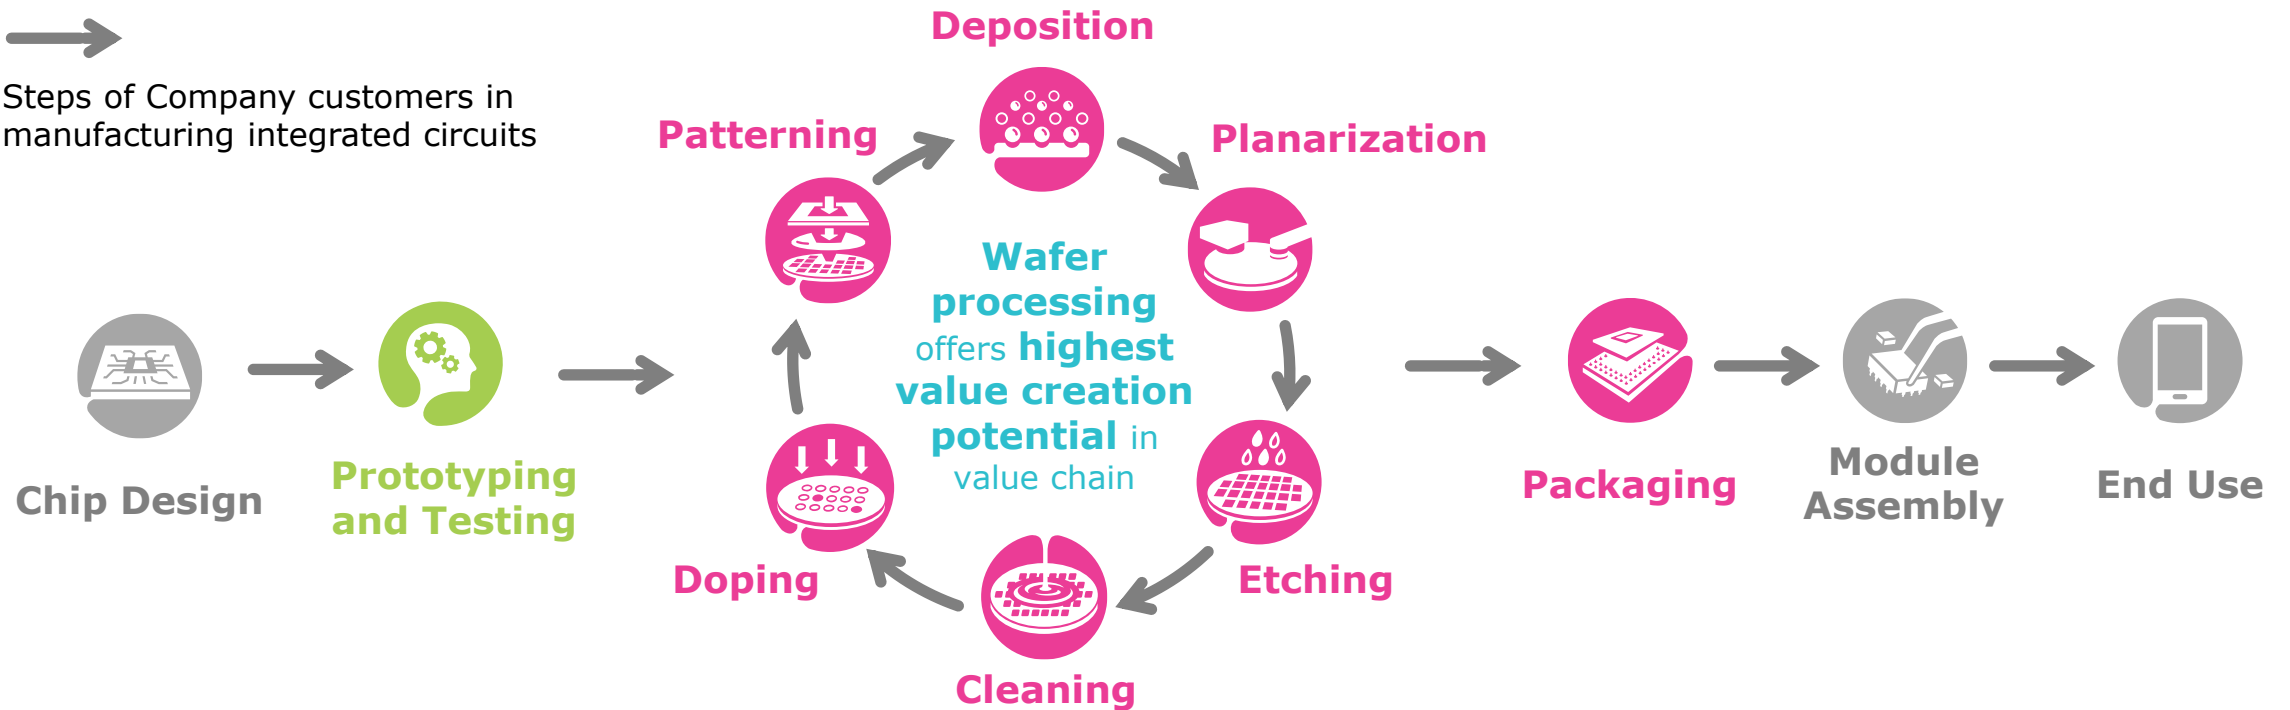 Steps of Company customers in
manufacturing integrated circuits
Chip Design
Prototyping
and Testing
Patterning
Deposition
Planarization
Etching
Cleaning
Doping
Wafer
processing
offers highest
value creation
potential in
value chain
Packaging
Module
Assembly
End Use